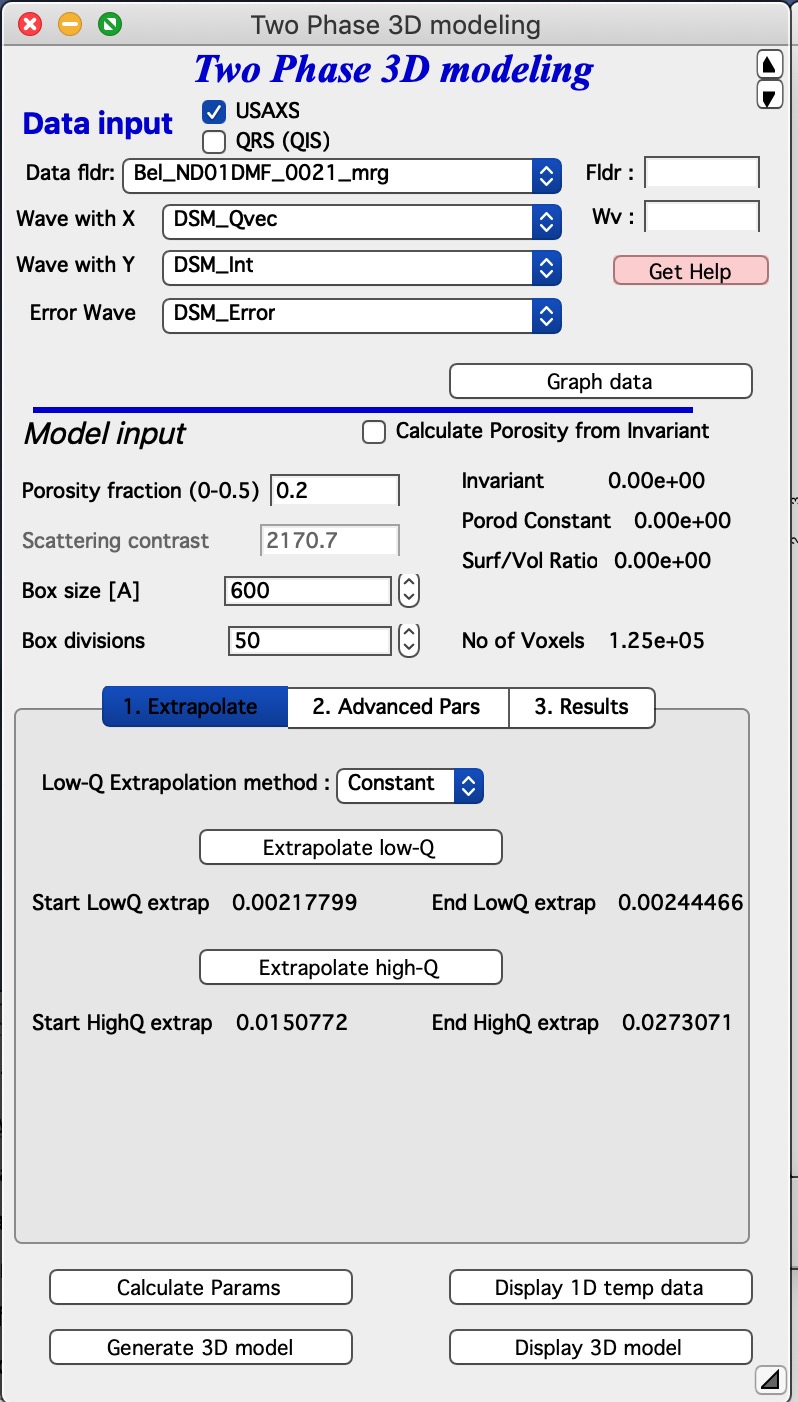 Two Phase 3D modeling
Two Phase 3D modeling
Data input
USAXS
QRS (QIS)
Data fldr: Bel_ND01DMF_0021_mrg Fldr :
Wave with X DSM_Qvec Wv :
Wave with Y DSM_Int Get Help
Error Wave DSM_Error
Graph data
Model input Calculate Porosity from Invariant
Porosity fraction (0-0.5) 0.2 Invariant 0.00e+00
Scattering contrast 2170.7 Porod Constant 0.00e+00
Surf/Vol Ratio 0.00e+00
Box size [A] 600
Box divisions 50 No of Voxels 1.25e+05
1. Extrapolate 2. Advanced Pars 3. Results
Low-Q Extrapolation method : Constant
Extrapolate low-Q
Start LowQ extrap 0.00217799 End LowQ extrap 0.00244466
Extrapolate high-Q
Start HighQ extrap 0.0150772 End HighQ extrap 0.0273071
Calculate Params Display 1D temp data
Generate 3D model Display 3D model